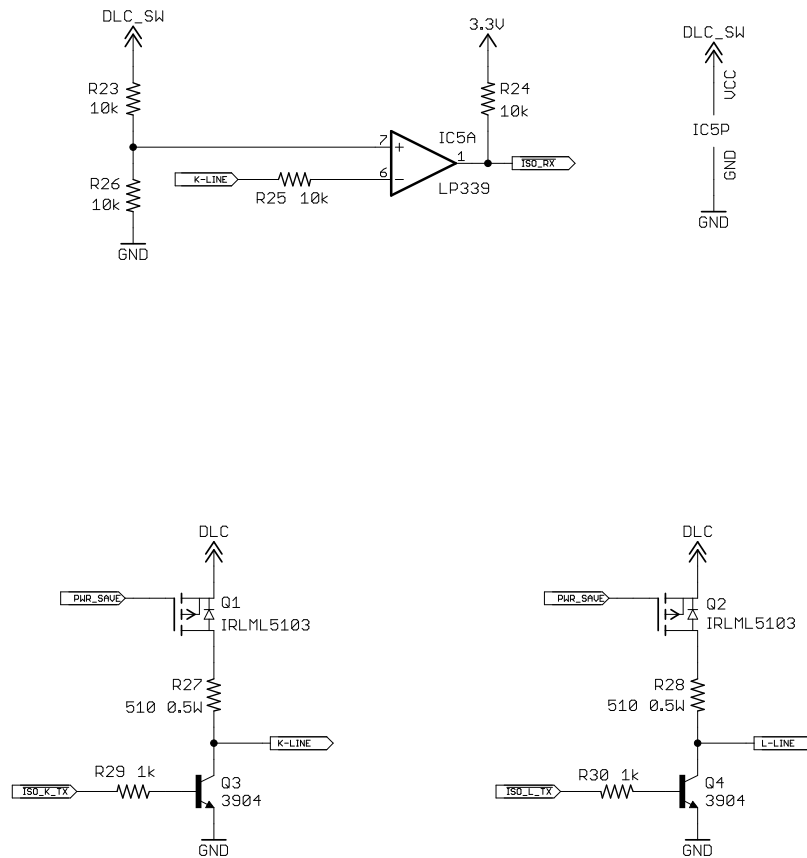 DLC_SW
R23
10k
R26
10k
GND
K-LINE
R25 10k
7
+
6
-
IC5A
1
LP339
3.3V
R24
10k
ISO_RX
DLC_SW
VCC
IC5P
GND
GND
DLC
PWR_SAVE
Q1
IRLML5103
R27
510 0.5W
K-LINE
R29 1k
ISO_K_TX
Q3
3904
GND
DLC
PWR_SAVE
Q2
IRLML5103
R28
510 0.5W
L-LINE
R30 1k
ISO_L_TX
Q4
3904
GND